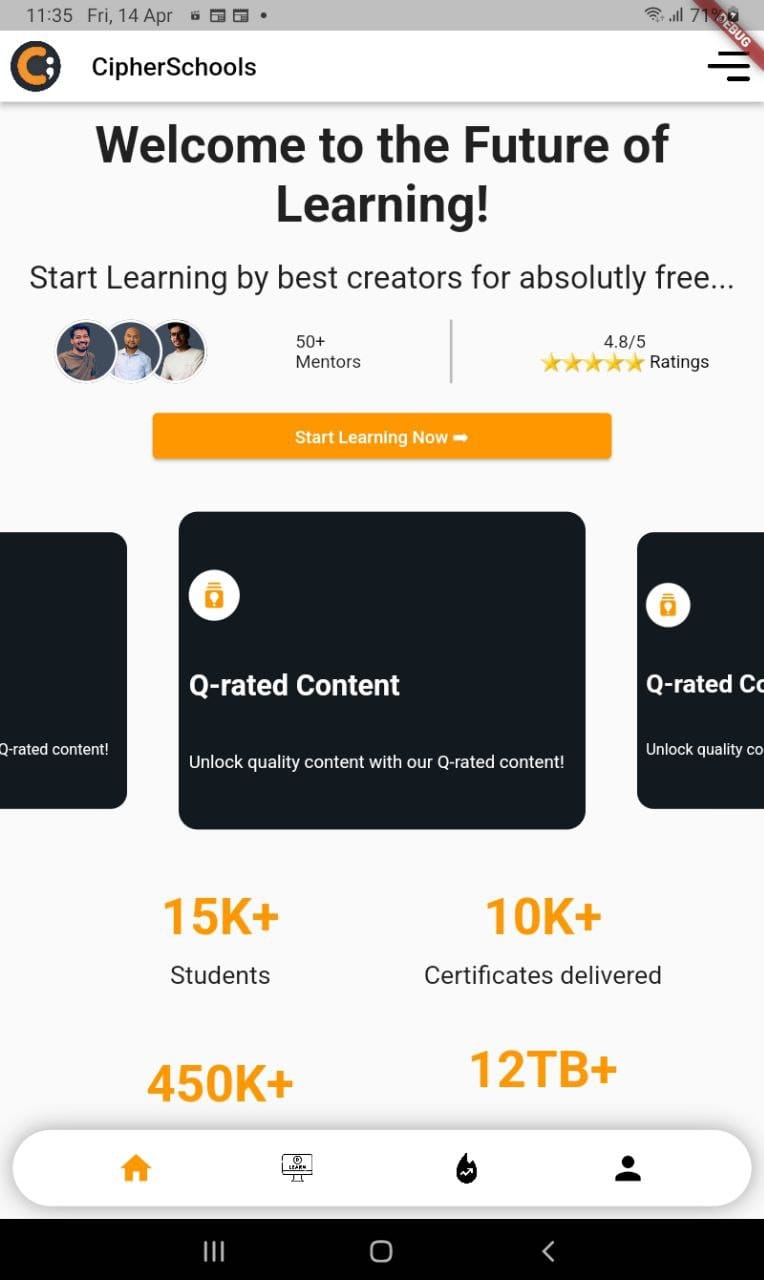 11:35 Fri, 14 Apr 71%
DEBUG
CipherSchools
Welcome to the Future of
Learning!
Start Learning by best creators for absolutly free...
50+
Mentors
4.8/5
Ratings
Start Learning Now
Q-rated Content
Q-rated Co
Q-rated content!
Unlock quality content with our Q-rated content!
Unlock quality co
15K+
10K+
Students
Certificates delivered
450K+
12TB+
LEARN